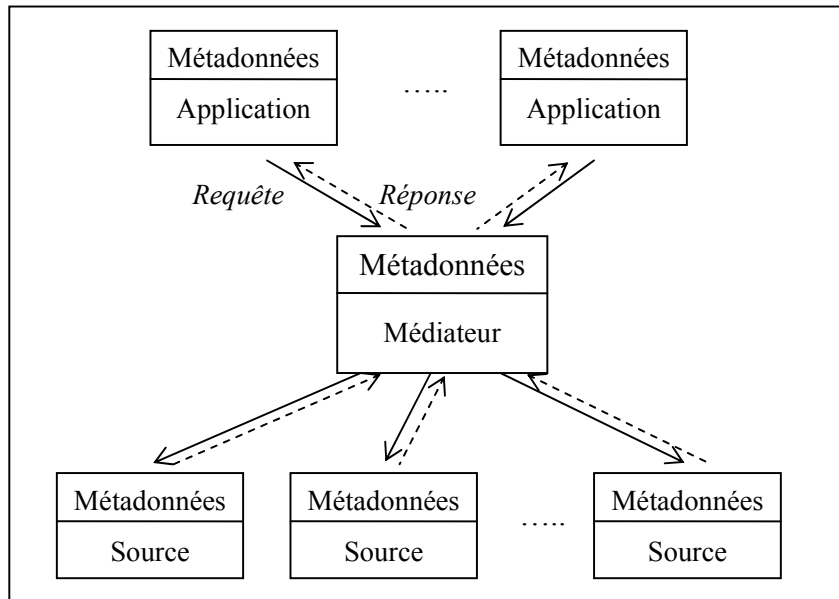 Métadonnées
Application
…..
Métadonnées
Application
Requête
Réponse
Métadonnées
Médiateur
Métadonnées
Source
Métadonnées
Source
…..
Métadonnées
Source